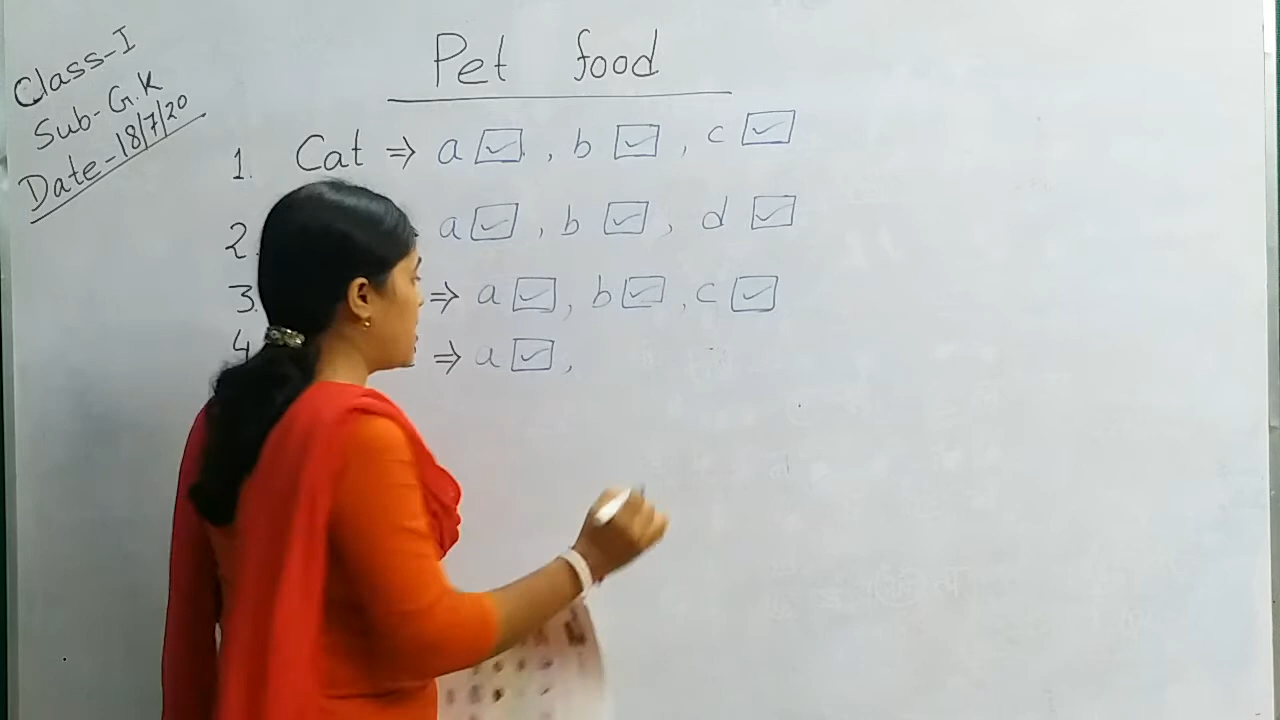 Class-I
Sub-G.K
Date-18/7/20
Pet food
1. Cat ⇒ a ☑, b ☑, c ☑
2. a ☑, b ☑, d ☑
3. ⇒ a ☑, b ☑, c ☑
4 ⇒ a ☑,